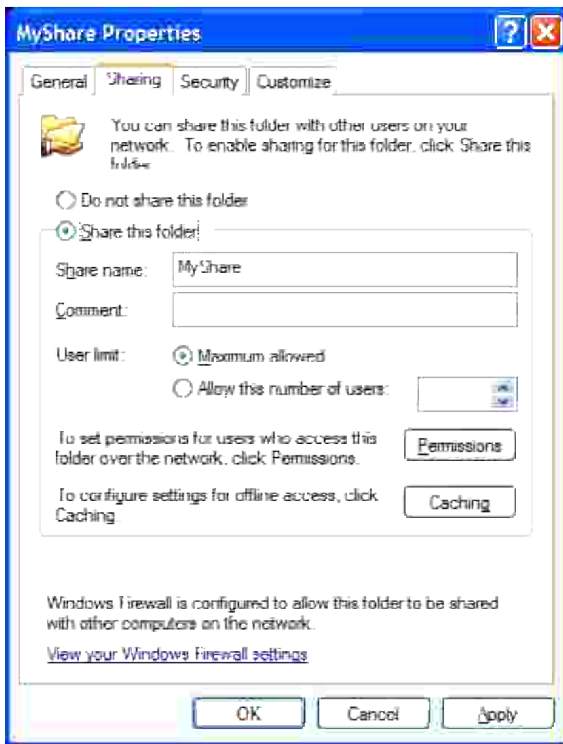 MyShare Properties
General Sharing Security Customize
You can share this folder with other users on your
network. To enable sharing for this folder, click Share this
folder
Do not share this folder
Share this folder
Share name: MyShare
Comment:
User limit: Maximum allowed
Allow this number of users:
To set permissions for users who access this
folder over the network, click Permissions.
Permissions
To configure settings for offline access, click
Caching.
Caching
Windows Firewall is configured to allow this folder to be shared
with other computers on the network.
View your Windows Firewall settings
OK Cancel Apply